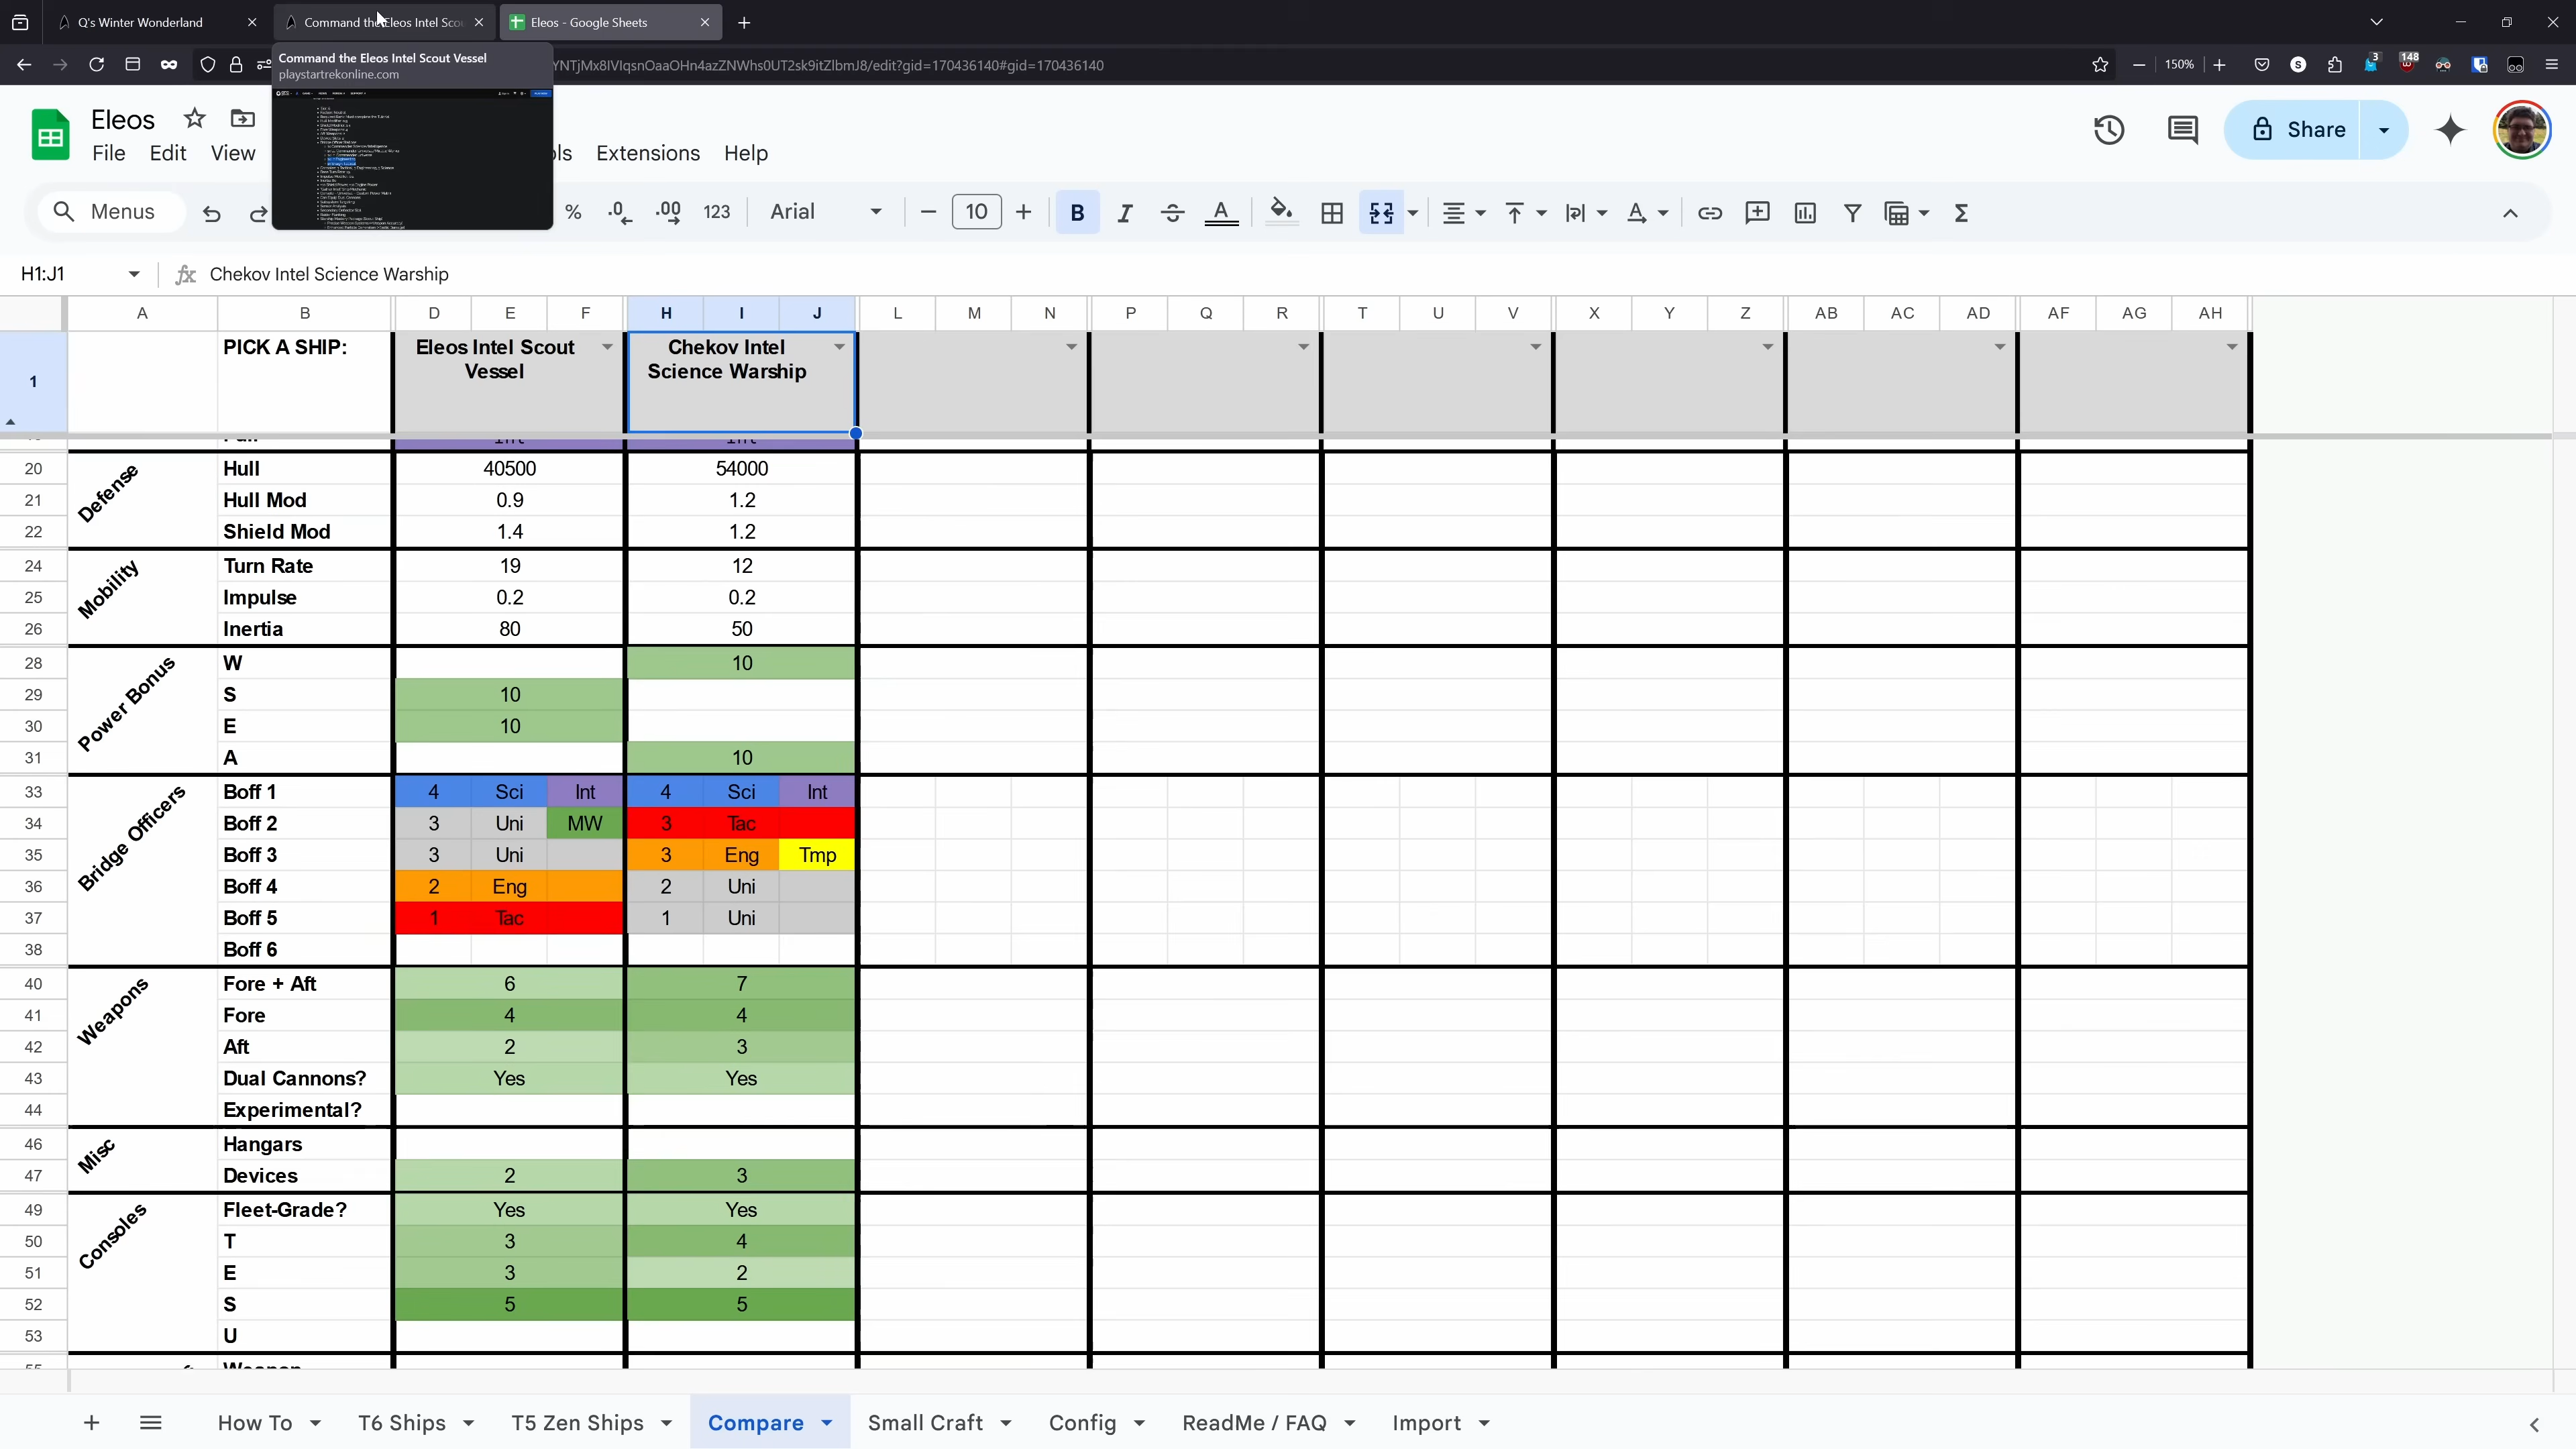 Q's Winter Wonderland
Command the Eleos Intel Scou
Eleos - Google Sheets
Command the Eleos Intel Scout Vessel
playstartrekonline.com
YNTjMx8IVIqsnOaaOHn4azZNWhs0UT2sk9itZlbmJ8/edit?gid=170436140#gid=170436140
150%
3
148
Eleos
File Edit View
Extensions Help
Share
Menus
% .0 .00 123 Arial 10 B I
H1:J1 Chekov Intel Science Warship
A B D E F H I J L M N P Q R T U V X Y Z AB AC AD AF AG AH
1 PICK A SHIP: Eleos Intel Scout Vessel Chekov Intel Science Warship
Defense
20 Hull 40500 54000
21 Hull Mod 0.9 1.2
22 Shield Mod 1.4 1.2
Mobility
24 Turn Rate 19 12
25 Impulse 0.2 0.2
26 Inertia 80 50
Power Bonus
28 W 10
29 S 10
30 E 10
31 A 10
Bridge Officers
33 Boff 1 4 Sci Int 4 Sci Int
34 Boff 2 3 Uni MW 3 Tac
35 Boff 3 3 Uni 3 Eng Tmp
36 Boff 4 2 Eng 2 Uni
37 Boff 5 1 Tac 1 Uni
38 Boff 6
Weapons
40 Fore + Aft 6 7
41 Fore 4 4
42 Aft 2 3
43 Dual Cannons? Yes Yes
44 Experimental?
Misc
46 Hangars
47 Devices 2 3
Consoles
49 Fleet-Grade? Yes Yes
50 T 3 4
51 E 3 2
52 S 5 5
53 U
How To T6 Ships T5 Zen Ships Compare Small Craft Config ReadMe / FAQ Import